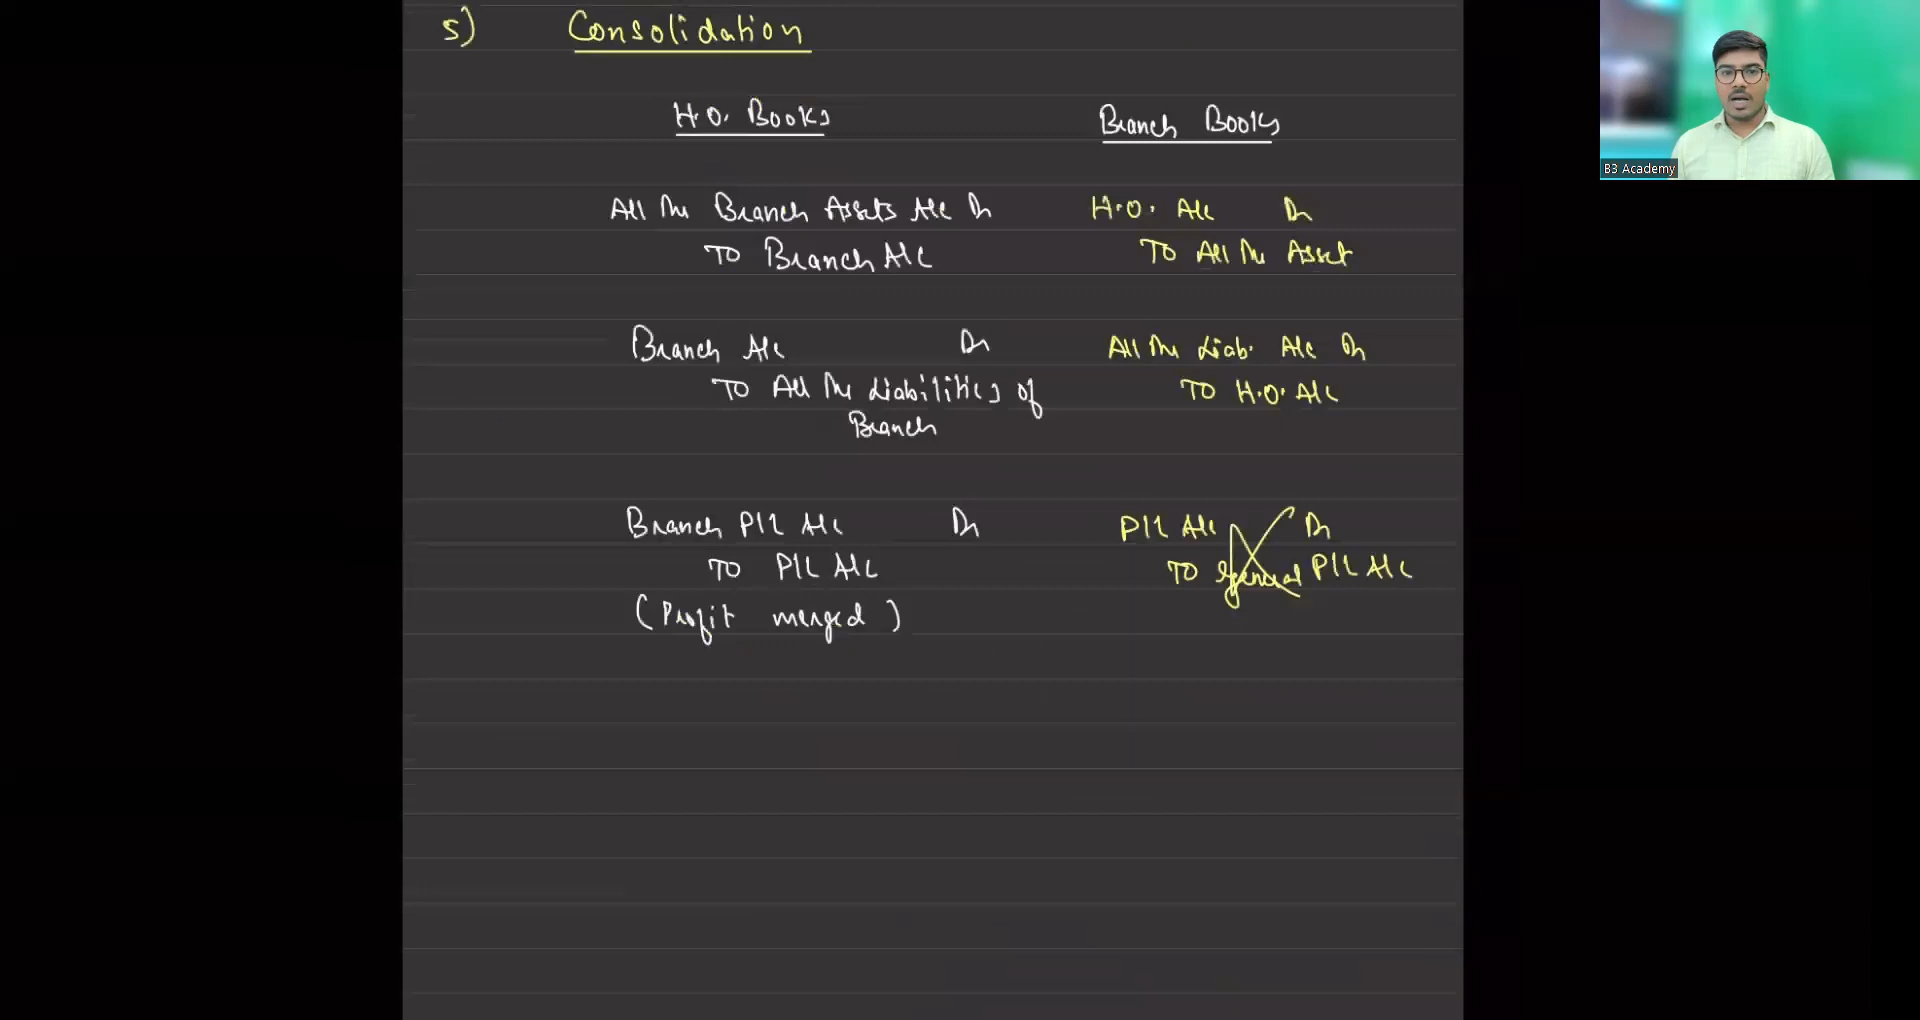 5) Consolidation
H.O. Books
Branch Books
All the Branch Assets A/c Dr
To Branch A/c
H.O. A/c Dr
To All the Asset
Branch A/c Dr
To All the Liabilities of
Branch
All the Liab. A/c Dr
To H.O. A/c
Branch P/L A/c Dr
To P/L A/c
(Profit merged)
P/L A/c Dr
To General P/L A/c
B3 Academy